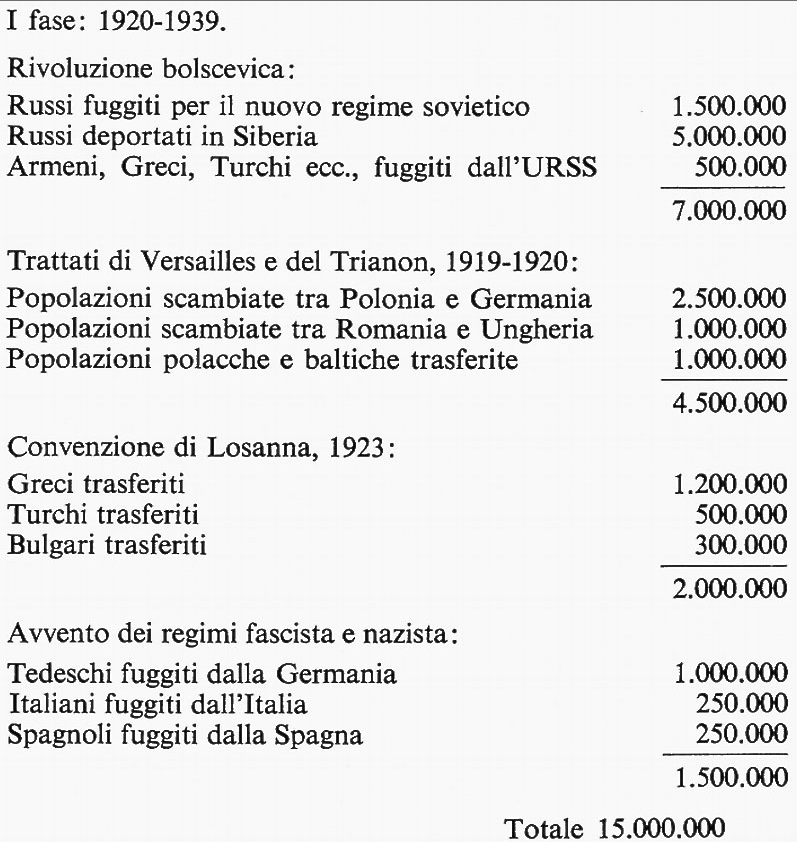 I fase: 1920-1939.
Rivoluzione bolscevica:
Russi fuggiti per il nuovo regime sovietico 1.500.000
Russi deportati in Siberia 5.000.000
Armeni, Greci, Turchi ecc., fuggiti dall'URSS 500.000
7.000.000
Trattati di Versailles e del Trianon, 1919-1920:
Popolazioni scambiate tra Polonia e Germania 2.500.000
Popolazioni scambiate tra Romania e Ungheria 1.000.000
Popolazioni polacche e baltiche trasferite 1.000.000
4.500.000
Convenzione di Losanna, 1923:
Greci trasferiti 1.200.000
Turchi trasferiti 500.000
Bulgari trasferiti 300.000
2.000.000
Avvento dei regimi fascista e nazista:
Tedeschi fuggiti dalla Germania 1.000.000
Italiani fuggiti dall'Italia 250.000
Spagnoli fuggiti dalla Spagna 250.000
1.500.000
Totale 15.000.000